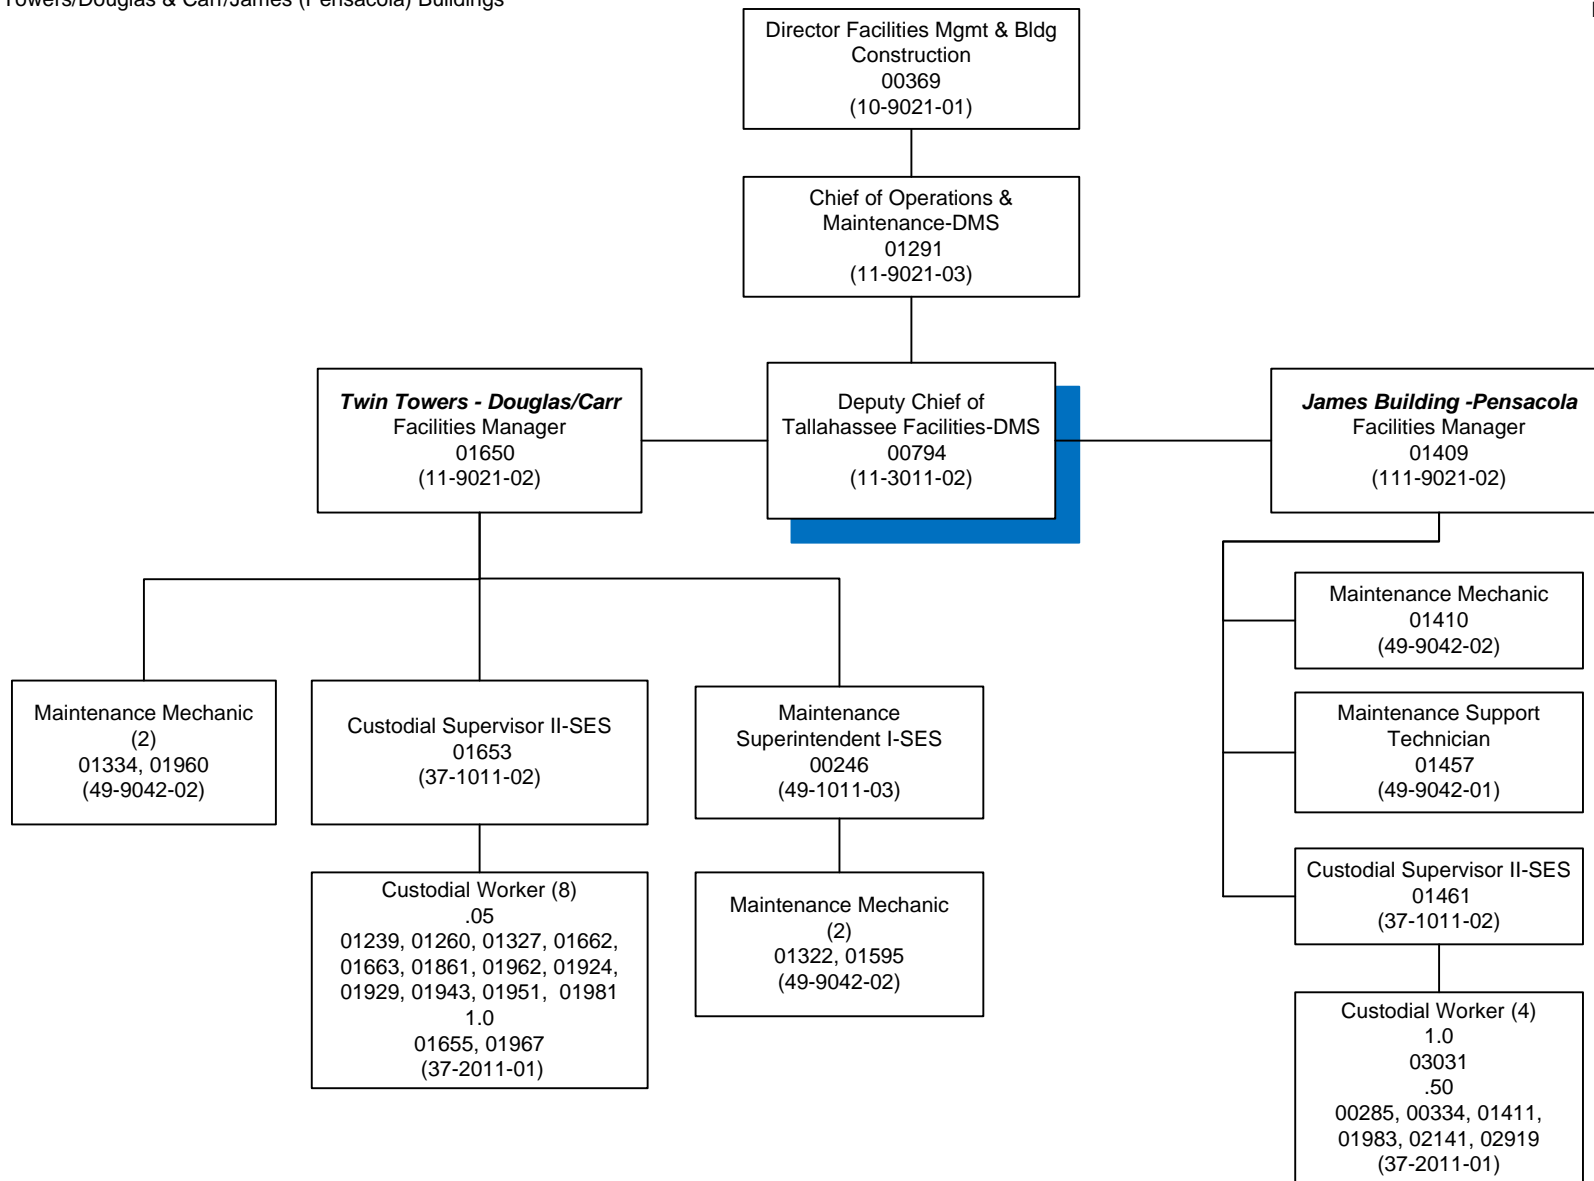 Towers/Douglas & Carr/James (Pensacola) Buildings
Director Facilities Mgmt & Bldg
Construction
00369
(10-9021-01)
Chief of Operations &
Maintenance-DMS
01291
(11-9021-03)
Twin Towers - Douglas/Carr
Facilities Manager
01650
(11-9021-02)
Deputy Chief of
Tallahassee Facilities-DMS
00794
(11-3011-02)
James Building -Pensacola
Facilities Manager
01409
(111-9021-02)
Maintenance Mechanic
(2)
01334, 01960
(49-9042-02)
Custodial Supervisor II-SES
01653
(37-1011-02)
Maintenance
Superintendent I-SES
00246
(49-1011-03)
Custodial Worker (8)
.05
01239, 01260, 01327, 01662,
01663, 01861, 01962, 01924,
01929, 01943, 01951,  01981
1.0
01655, 01967
(37-2011-01)
Maintenance Mechanic
(2)
01322, 01595
(49-9042-02)
Maintenance Mechanic
01410
(49-9042-02)
Maintenance Support
Technician
01457
(49-9042-01)
Custodial Supervisor II-SES
01461
(37-1011-02)
Custodial Worker (4)
1.0
03031
.50
00285, 00334, 01411,
01983, 02141, 02919
(37-2011-01)